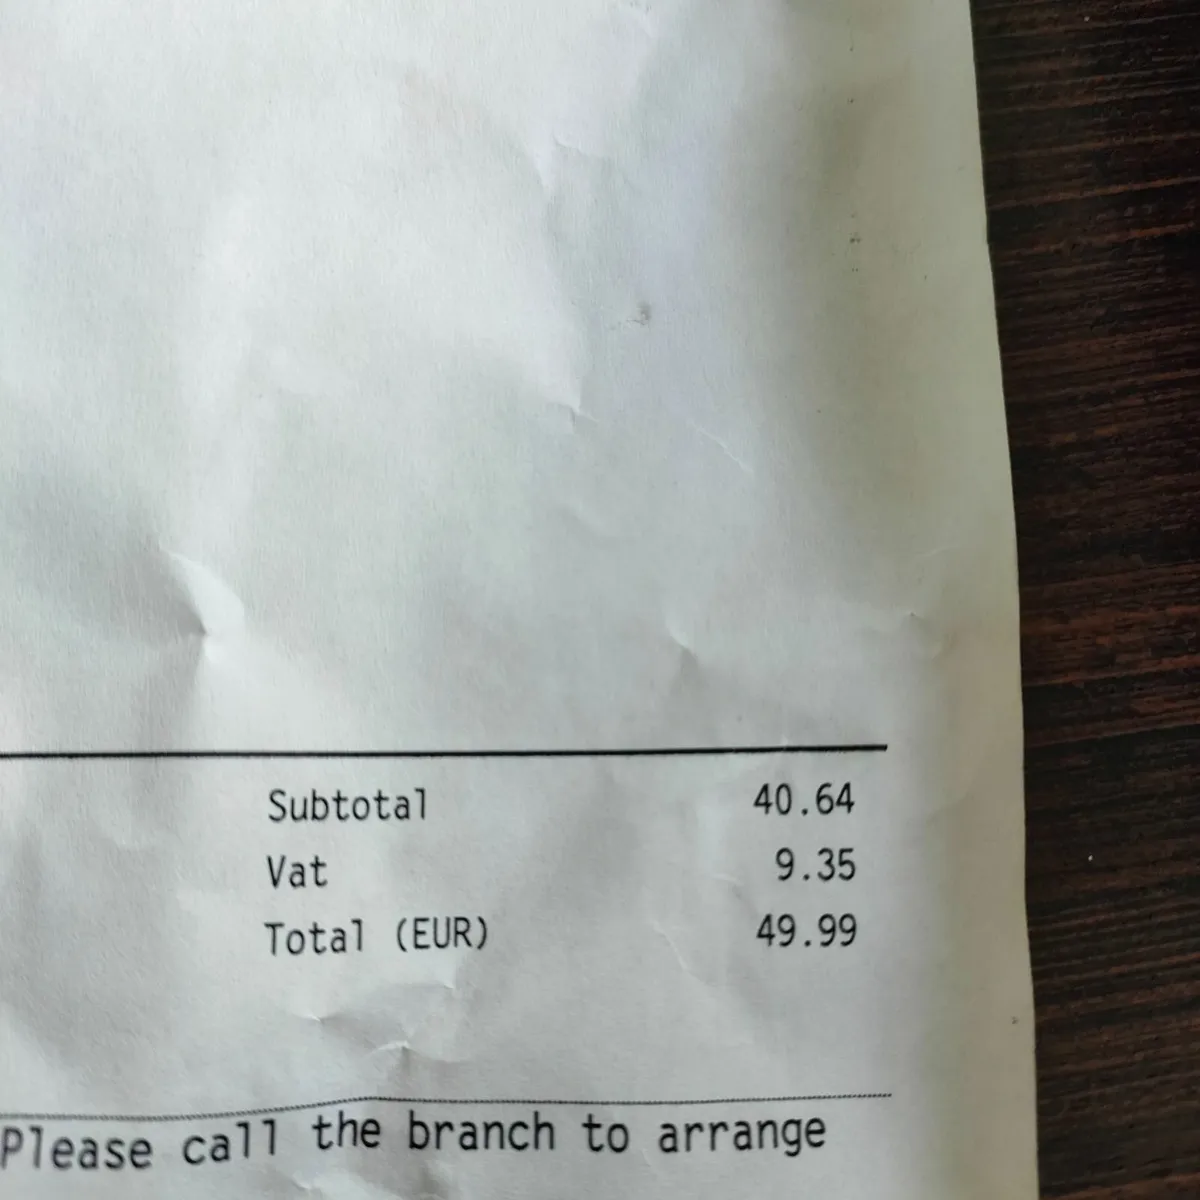 Subtotal 40.64
Vat 9.35
Total (EUR) 49.99
Please call the branch to arrange